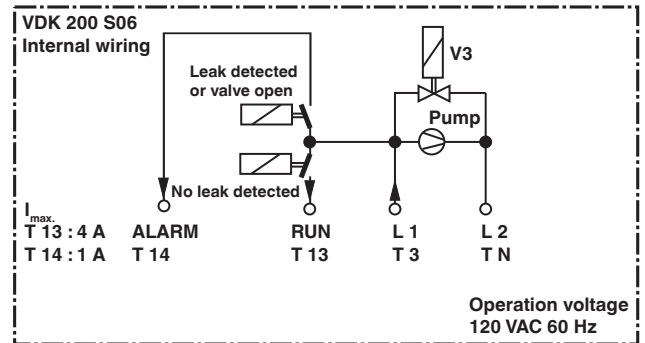 VDK 200 S06
Internal wiring
V3
Leak detected
or valve open
Pump
No leak detected
Imax.
T 13 : 4 A
T 14 : 1 A
ALARM
T 14
RUN
T 13
L 1
T 3
L 2
T N
Operation voltage
120 VAC 60 Hz